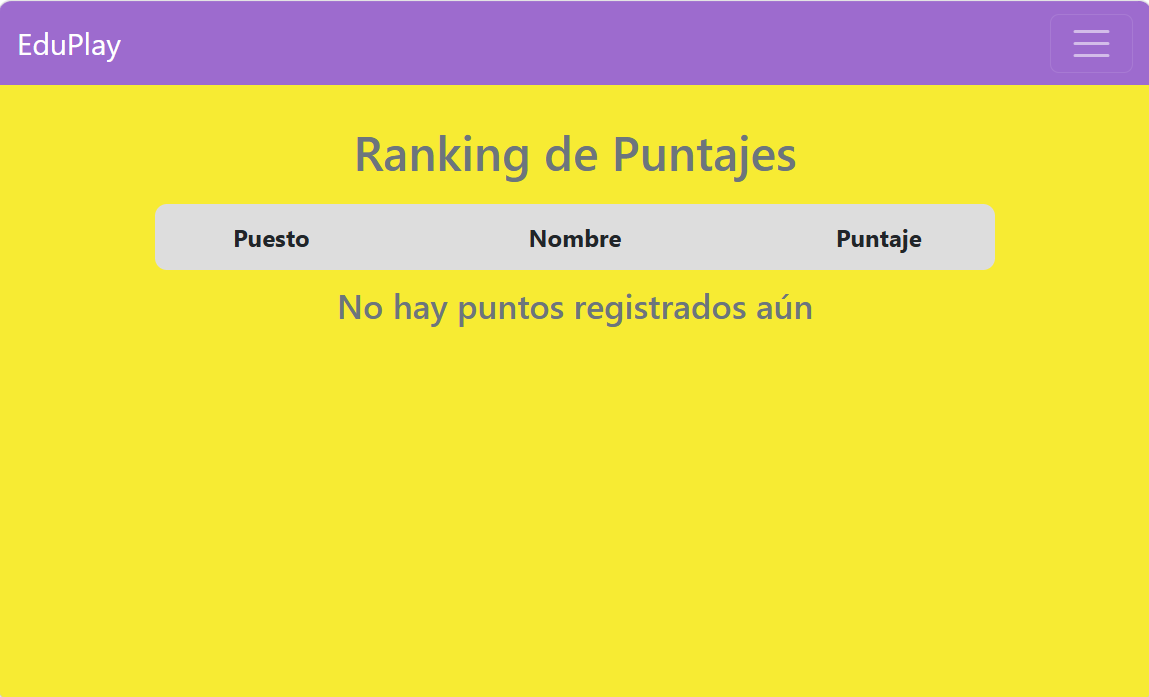 EduPlay
Ranking de Puntajes
Puesto Nombre Puntaje
No hay puntos registrados aún